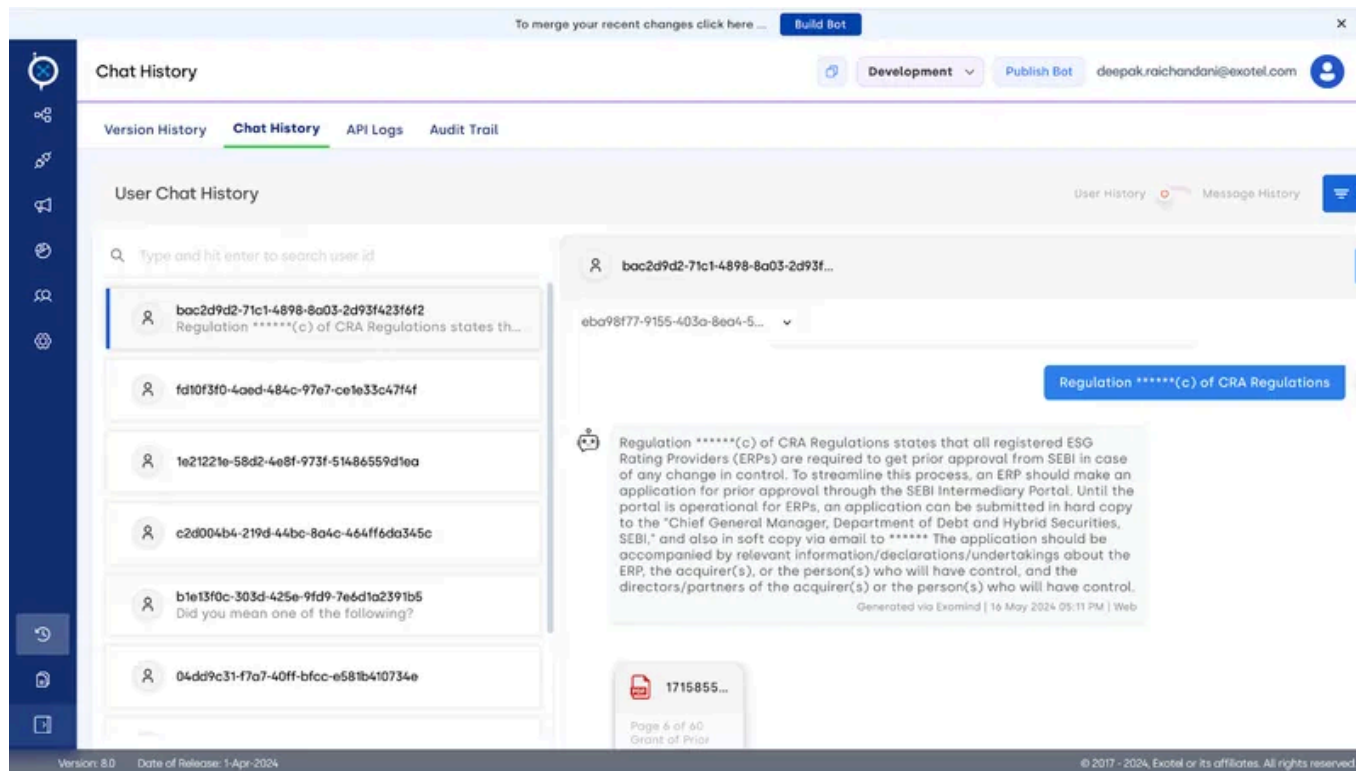 To merge your recent changes click here ... Build Bot
Chat History
Development
Publish Bot
deepak.raichandani@exotel.com
Version History
Chat History
API Logs
Audit Trail
User Chat History
User History
Message History
Type and hit enter to search user id
bac2d9d2-71c1-4898-8a03-2d93f423f6f2
Regulation ******(c) of CRA Regulations states th...
fd10f3f0-4aed-484c-97e7-ce1e33c47f4f
1e21221e-58d2-4e8f-973f-51486559d1ea
c2d004b4-219d-44bc-8a4c-464ff6da345c
b1e13f0c-303d-425e-9fd9-7e6d1a2391b5
Did you mean one of the following?
04dd9c31-f7a7-40ff-bfcc-e581b410734e
bac2d9d2-71c1-4898-8a03-2d93f...
eba98f77-9155-403a-8ea4-5...
Regulation ******(c) of CRA Regulations
Regulation ******(c) of CRA Regulations states that all registered ESG
Rating Providers (ERPs) are required to get prior approval from SEBI in case
of any change in control. To streamline this process, an ERP should make an
application for prior approval through the SEBI Intermediary Portal. Until the
portal is operational for ERPs, an application can be submitted in hard copy
to the "Chief General Manager, Department of Debt and Hybrid Securities,
SEBI," and also in soft copy via email to ****** The application should be
accompanied by relevant information/declarations/undertakings about the
ERP, the acquirer(s), or the person(s) who will have control, and the
directors/partners of the acquirer(s) or the person(s) who will have control.
Generated via Exomind | 16 May 2024 05:11 PM | Web
PDF
1715855...
Page 6 of 60
Grant of Prior
Version: 8.0
Date of Release: 1-Apr-2024
© 2017 - 2024, Exotel or its affiliates. All rights reserved.